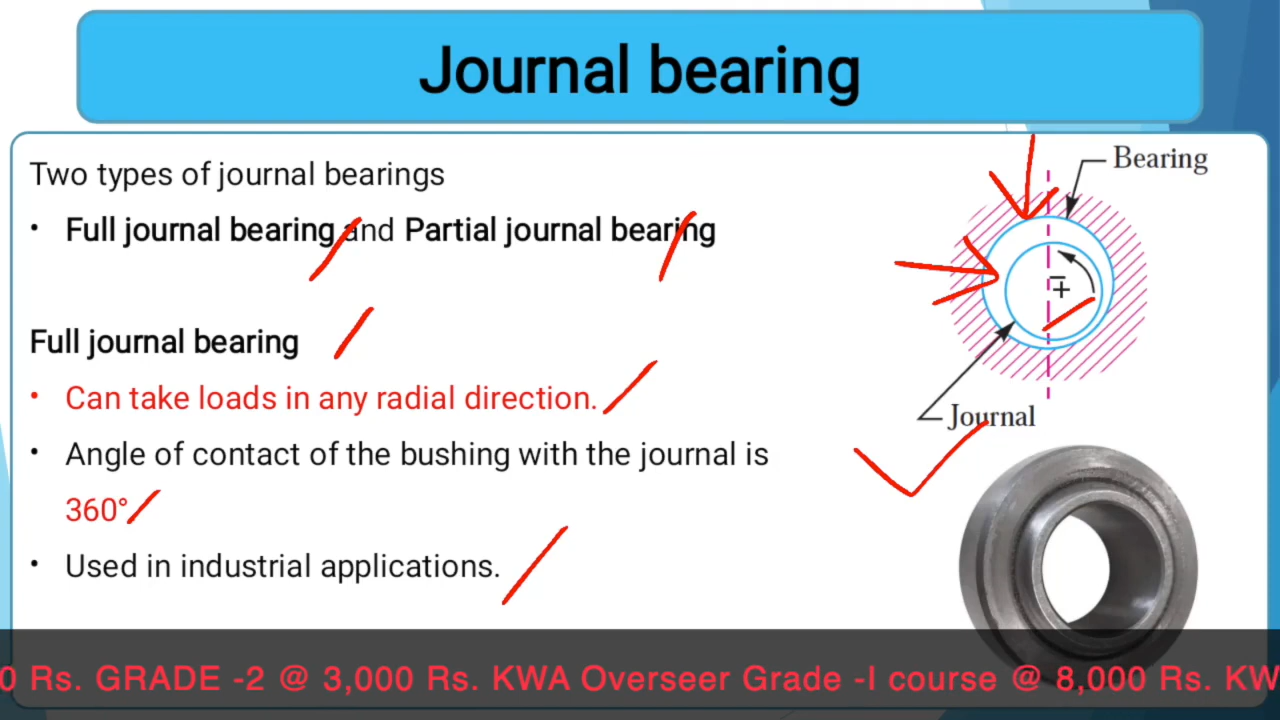 Journal bearing
Two types of journal bearings
• Full journal bearing and Partial journal bearing
Full journal bearing
• Can take loads in any radial direction.
• Angle of contact of the bushing with the journal is
360°
• Used in industrial applications.
Bearing
Journal
0 Rs. GRADE -2 @ 3,000 Rs. KWA Overseer Grade -I course @ 8,000 Rs. KW